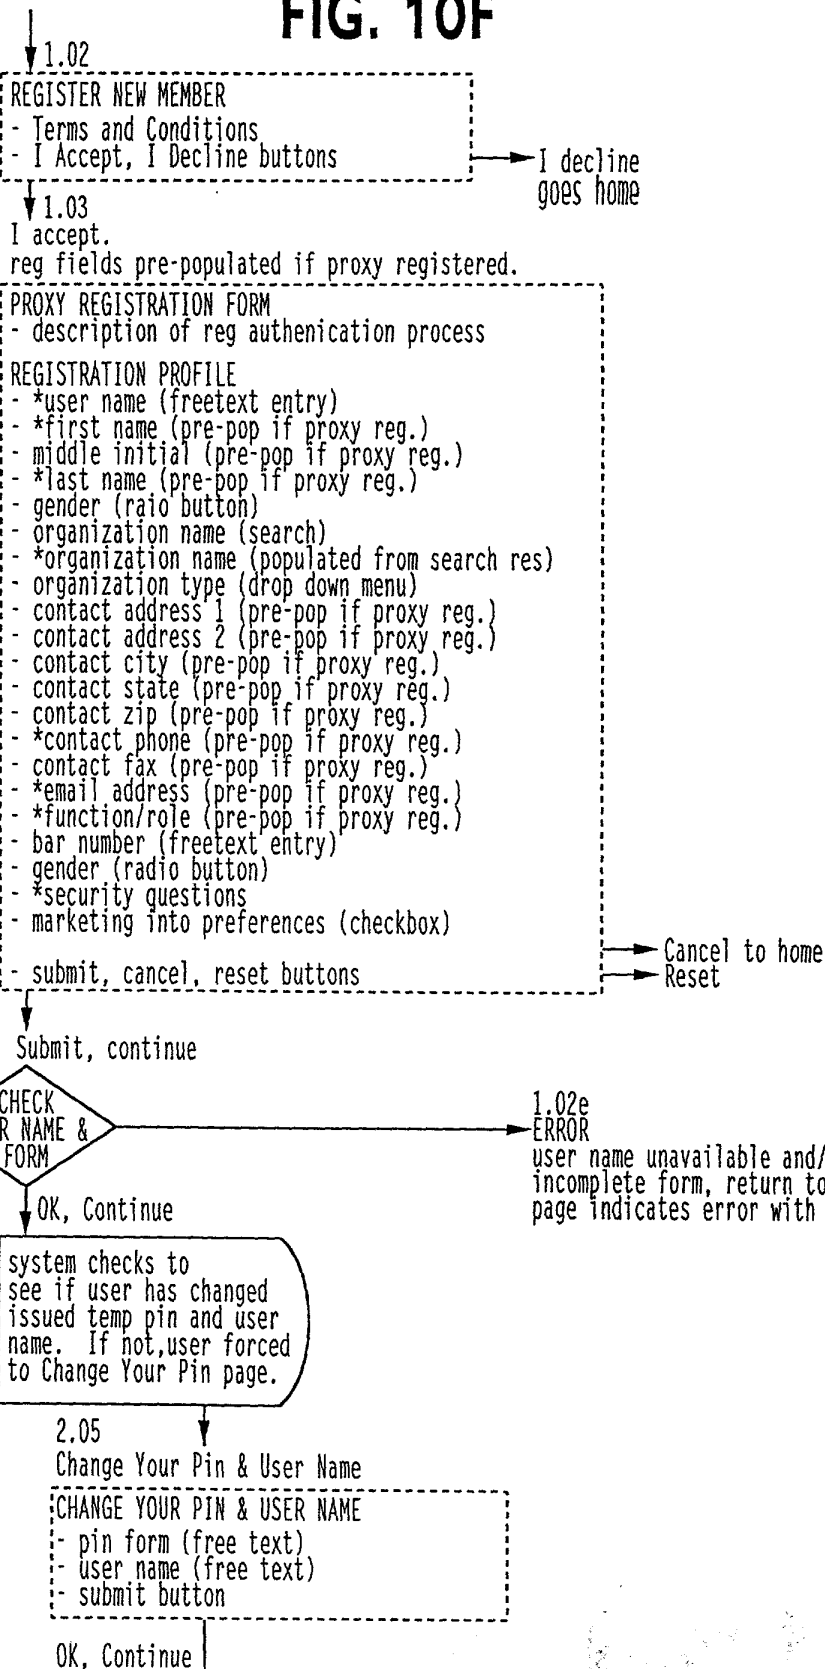 FIG. 10F
1.02
REGISTER NEW MEMBER
- Terms and Conditions
- I Accept, I Decline buttons
I decline
goes home
1.03
I accept.
reg fields pre-populated if proxy registered.
PROXY REGISTRATION FORM
- description of reg authenication process
REGISTRATION PROFILE
- *user name (freetext entry)
- *first name (pre-pop if proxy reg.)
- middle initial (pre-pop if proxy reg.)
- *last name (pre-pop if proxy reg.)
- gender (raio button)
- organization name (search)
- *organization name (populated from search res)
- organization type (drop down menu)
- contact address 1 (pre-pop if proxy reg.)
- contact address 2 (pre-pop if proxy reg.)
- contact city (pre-pop if proxy reg.)
- contact state (pre-pop if proxy reg.)
- contact zip (pre-pop if proxy reg.)
- *contact phone (pre-pop if proxy reg.)
- contact fax (pre-pop if proxy reg.)
- *email address (pre-pop if proxy reg.)
- *function/role (pre-pop if proxy reg.)
- bar number (freetext entry)
- gender (radio button)
- *security questions
- marketing into preferences (checkbox)
- submit, cancel, reset buttons
Cancel to home
Reset
Submit, continue
CHECK
R NAME &
FORM
1.02e
ERROR
user name unavailable and/
incomplete form, return to
page indicates error with
OK, Continue
system checks to
see if user has changed
issued temp pin and user
name. If not,user forced
to Change Your Pin page.
2.05
Change Your Pin & User Name
CHANGE YOUR PIN & USER NAME
- pin form (free text)
- user name (free text)
- submit button
OK, Continue